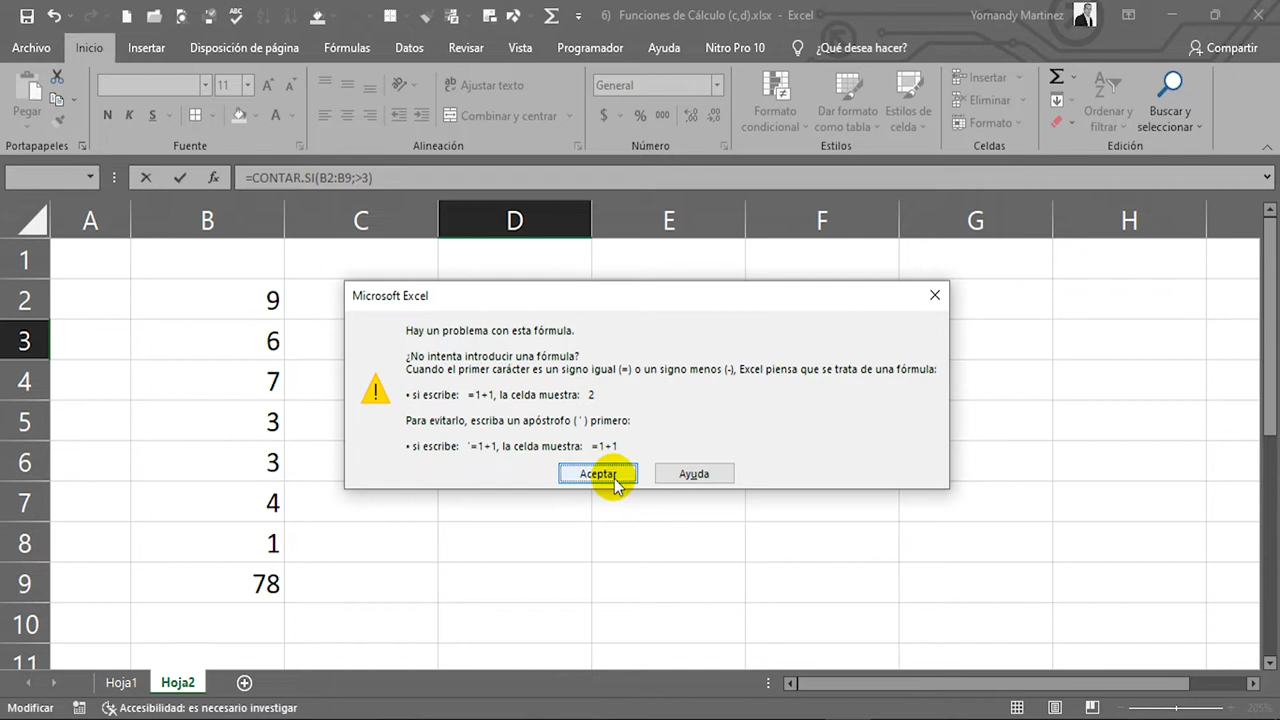 6) Funciones de Cálculo (c,d).xlsx - Excel
Yomandy Martinez
Archivo Inicio Insertar Disposición de página Fórmulas Datos Revisar Vista Programador Ayuda Nitro Pro 10 ¿Qué desea hacer? Compartir
Pegar
11
Ajustar texto
General
Formato condicional
Dar formato como tabla
Estilos de celda
Insertar
Eliminar
Formato
Ordenar y filtrar
Buscar y seleccionar
N K S
Combinar y centrar
$ % 000
Portapapeles Fuente Alineación Número Estilos Celdas Edición
=CONTAR.SI(B2:B9;>3)
A B C D E F G H
1
2 9
3 6
4 7
5 3
6 3
7 4
8 1
9 78
10
11
Microsoft Excel
Hay un problema con esta fórmula.
¿No intenta introducir una fórmula?
Cuando el primer carácter es un signo igual (=) o un signo menos (-), Excel piensa que se trata de una fórmula:
• si escribe: =1+1, la celda muestra: 2
Para evitarlo, escriba un apóstrofo ( ' ) primero:
• si escribe: '=1+1, la celda muestra: =1+1
Aceptar Ayuda
Hoja1 Hoja2
Modificar Accesibilidad: es necesario investigar 205%